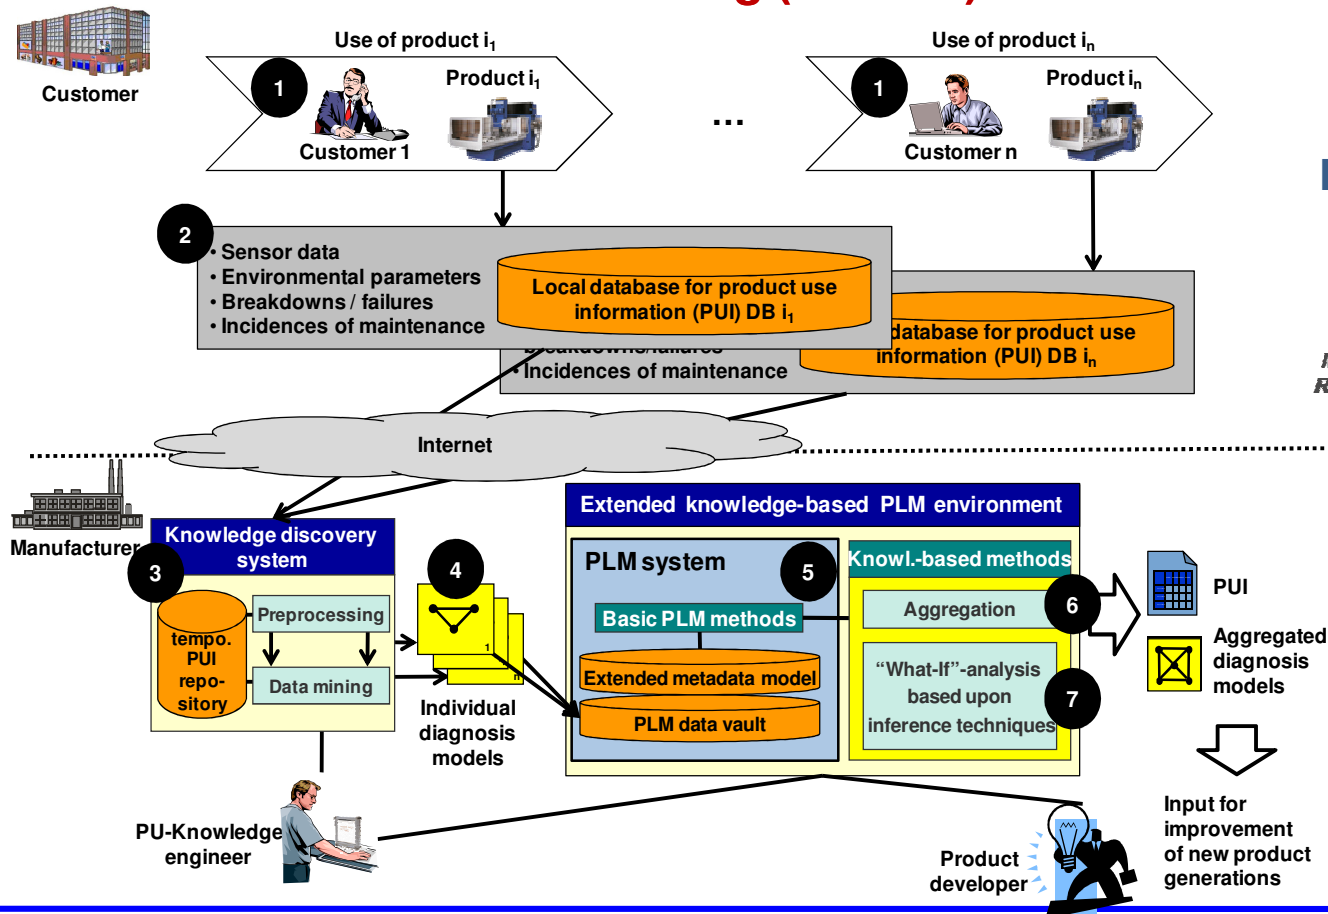 Customer
Use of product i1
1
Product i1
Customer 1
...
Use of product in
1
Product in
Customer n
2
• Sensor data
• Environmental parameters
• Breakdowns / failures
• Incidences of maintenance
Local database for product use
information (PUI) DB i1
database for product use
information (PUI) DB in
• Incidences of maintenance
Internet
Manufacturer
Knowledge discovery
system
3
tempo.
PUI
repo-
sitory
Preprocessing
Data mining
4
1
n
Individual
diagnosis
models
Extended knowledge-based PLM environment
PLM system
5
Basic PLM methods
Extended metadata model
PLM data vault
Knowl.-based methods
Aggregation
6
“What-If”-analysis
based upon
inference techniques
7
PUI
Aggregated
diagnosis
models
Input for
improvement
of new product
generations
PU-Knowledge
engineer
Product
developer